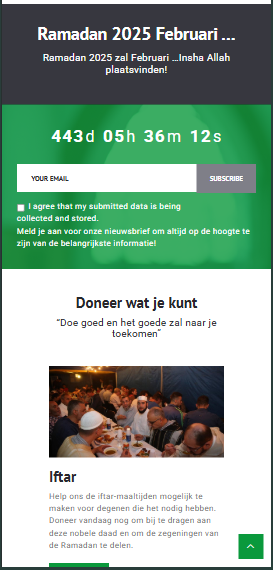 Ramadan 2025 Februari ...
Ramadan 2025 zal Februari ...Insha Allah
plaatsvinden!
443d 05h 36m 12s
YOUR EMAIL
SUBSCRIBE
I agree that my submitted data is being
collected and stored.
Meld je aan voor onze nieuwsbrief om altijd op de hoogte te
zijn van de belangrijkste informatie!
Doneer wat je kunt
“Doe goed en het goede zal naar je
toekomen”
Iftar
Help ons de iftar-maaltijden mogelijk te
maken voor degenen die het nodig hebben.
Doneer vandaag nog om bij te dragen aan
deze nobele daad en om de zegeningen van
de Ramadan te delen.